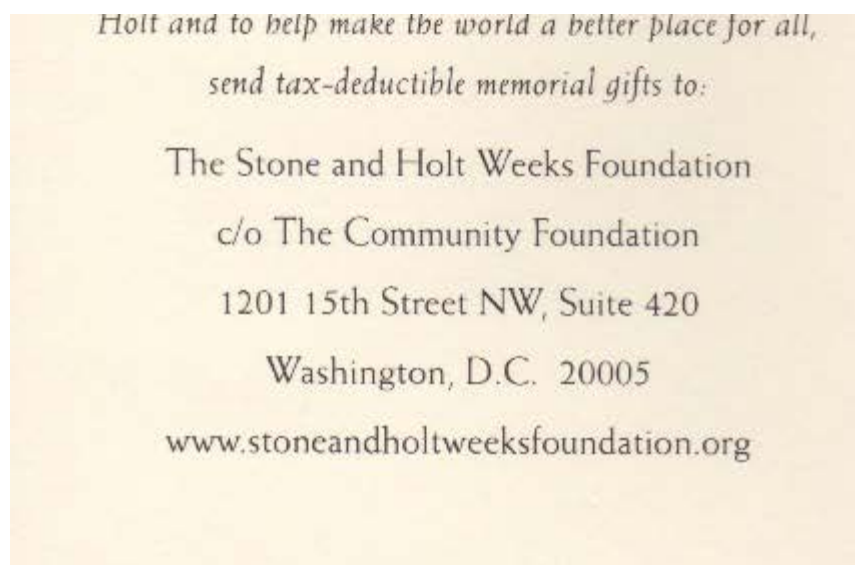 Holt and to help make the world a better place for all,
send tax-deductible memorial gifts to:
The Stone and Holt Weeks Foundation
c/o The Community Foundation
1201 15th Street NW, Suite 420
Washington, D.C. 20005
www.stoneandholtweeksfoundation.org